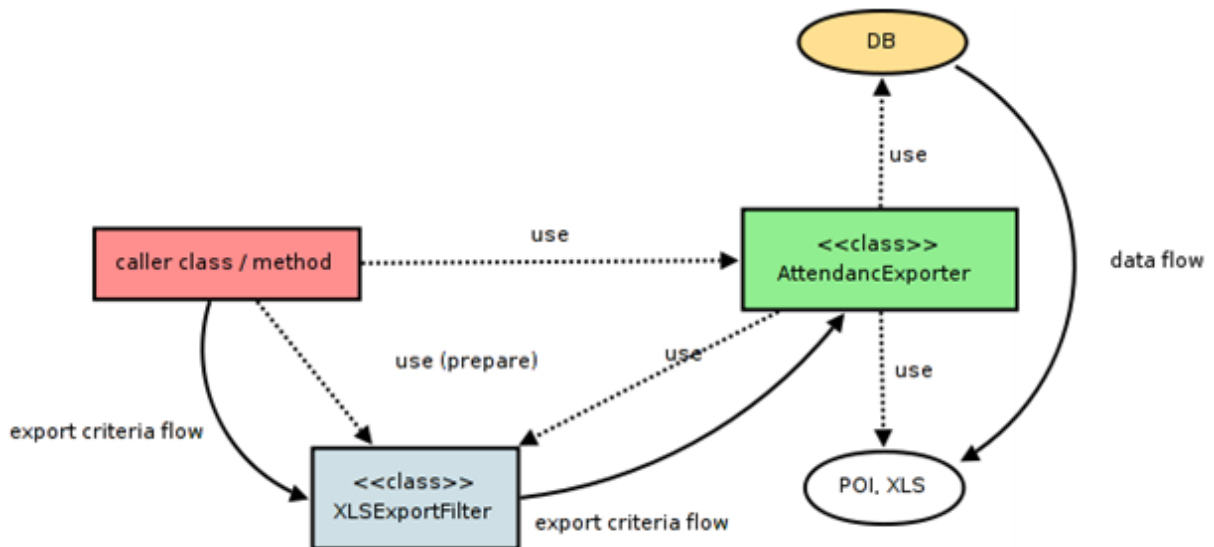 DB
use
<<class>>
AttendancExporter
use
caller class / method
data flow
use (prepare)
use
use
export criteria flow
<<class>>
XLSExportFilter
POI, XLS
export criteria flow